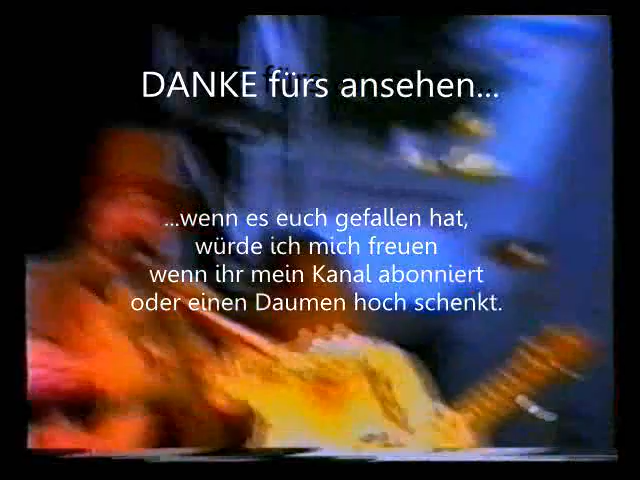 DANKE fürs ansehen...
...wenn es euch gefallen hat,
würde ich mich freuen
wenn ihr mein Kanal abonniert
oder einen Daumen hoch schenkt.